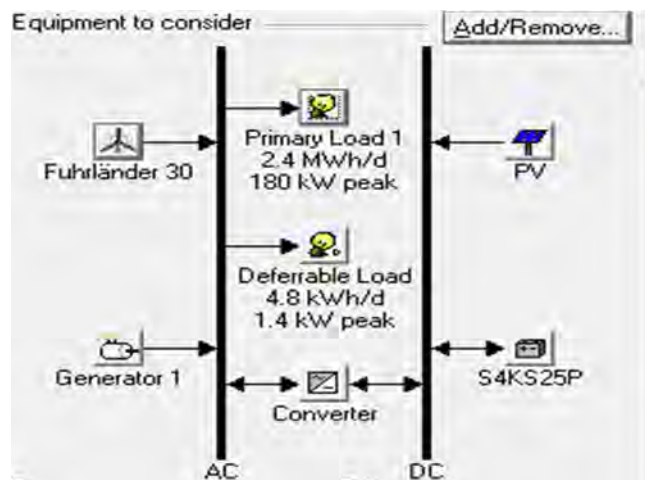 Equipment to consider
Add/Remove...
Fuhrländer 30
Primary Load 1
2.4 MWh/d
180 kW peak
PV
Deferrable Load
4.8 kWh/d
1.4 kW peak
Generator 1
Converter
S4KS25P
AC
DC